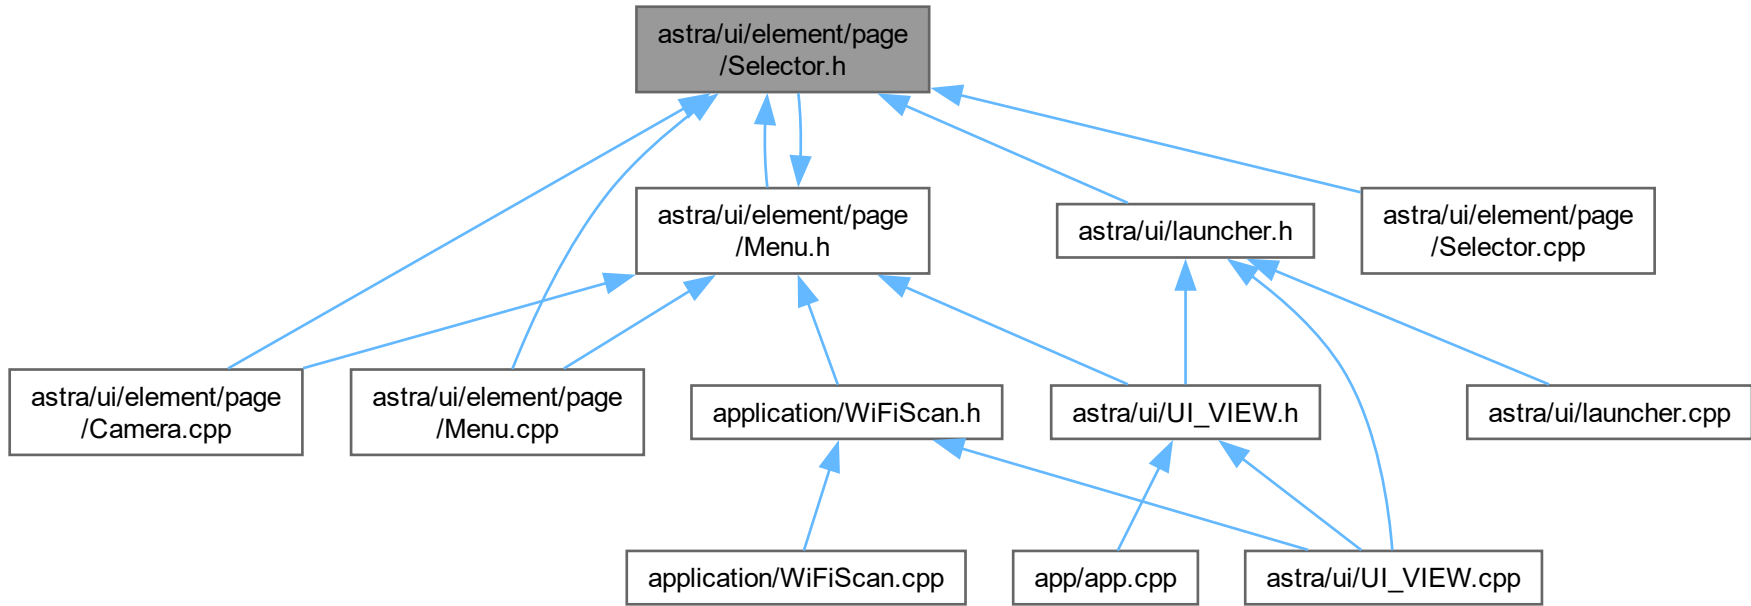 astra/ui/element/page
/Selector.h
astra/ui/element/page
/Menu.h
astra/ui/launcher.h
astra/ui/element/page
/Selector.cpp
astra/ui/element/page
/Camera.cpp
astra/ui/element/page
/Menu.cpp
application/WiFiScan.h
astra/ui/UI_VIEW.h
astra/ui/launcher.cpp
application/WiFiScan.cpp
app/app.cpp
astra/ui/UI_VIEW.cpp